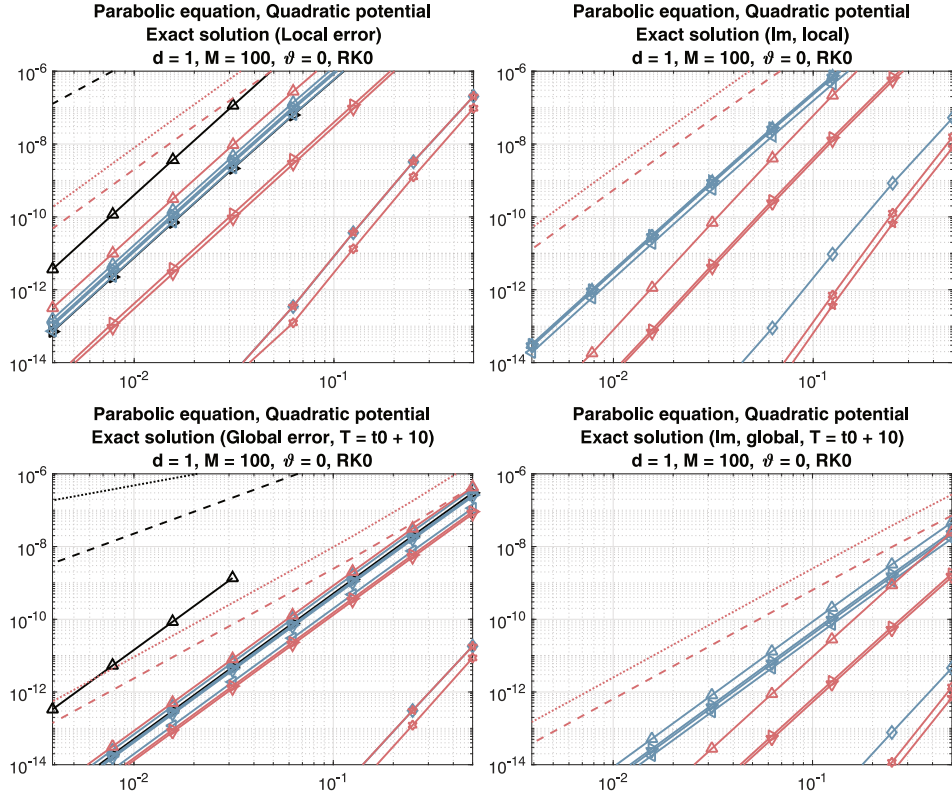 Parabolic equation, Quadratic potential
Exact solution (Local error)
d = 1, M = 100, ϑ = 0, RK0
10^-6
10^-8
10^-10
10^-12
10^-14
10^-2
10^-1
Parabolic equation, Quadratic potential
Exact solution (Im, local)
d = 1, M = 100, ϑ = 0, RK0
10^-6
10^-8
10^-10
10^-12
10^-14
10^-2
10^-1
Parabolic equation, Quadratic potential
Exact solution (Global error, T = t0 + 10)
d = 1, M = 100, ϑ = 0, RK0
10^-6
10^-8
10^-10
10^-12
10^-14
10^-2
10^-1
Parabolic equation, Quadratic potential
Exact solution (Im, global, T = t0 + 10)
d = 1, M = 100, ϑ = 0, RK0
10^-6
10^-8
10^-10
10^-12
10^-14
10^-2
10^-1